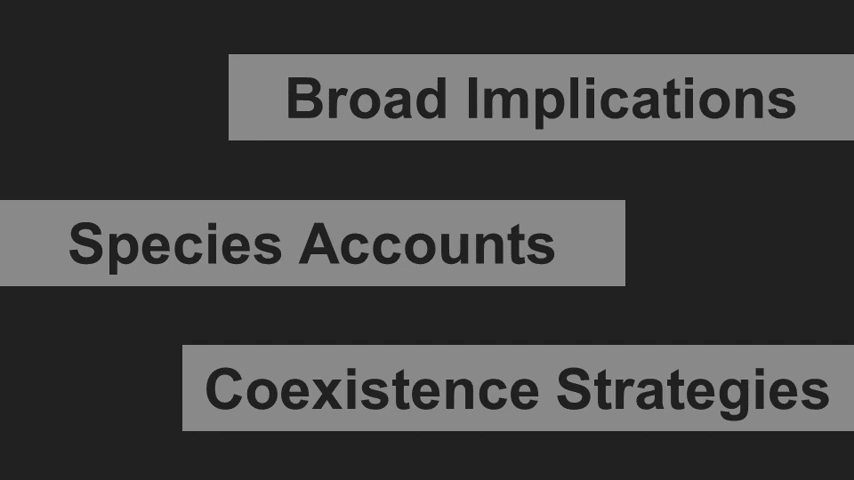 Broad Implications
Species Accounts
Coexistence Strategies